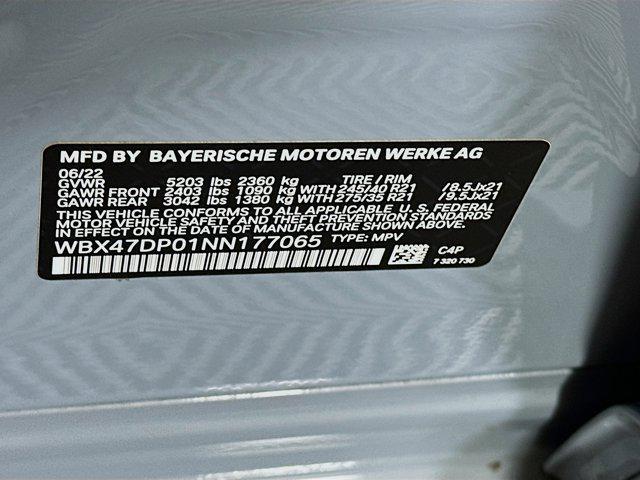 MFD BY BAYERISCHE MOTOREN WERKE AG
06/22
GVWR 5203 lbs 2360 kg TIRE / RIM
GAWR FRONT 2403 lbs 1090 kg WITH 245/40 R21 /8.5Jx21
GAWR REAR 3042 lbs 1380 kg WITH 275/35 R21 /9.5Jx21
THIS VEHICLE CONFORMS TO ALL APPLICABLE U. S. FEDERAL
MOTOR VEHICLE SAFETY AND THEFT PREVENTION STANDARDS
IN EFFECT ON THE DATE OF MANUFACTURE SHOWN ABOVE.
WBX47DP01NN177065 TYPE: MPV
C4P
7 320 730